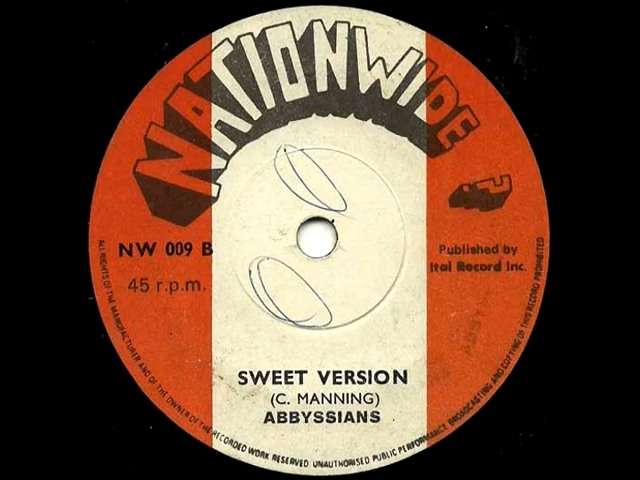 NATIONWIDE
NW 009 B
45 r.p.m.
Published by
Ital Record Inc.
SWEET VERSION
(C. MANNING)
ABBYSSIANS
ALL RIGHTS OF THE MANUFACTURER AND OF THE OWNER OF THE RECORDED WORK RESERVED. UNAUTHORISED PUBLIC PERFORMANCE BROADCASTING AND COPYING OF THIS RECORD PROHIBITED